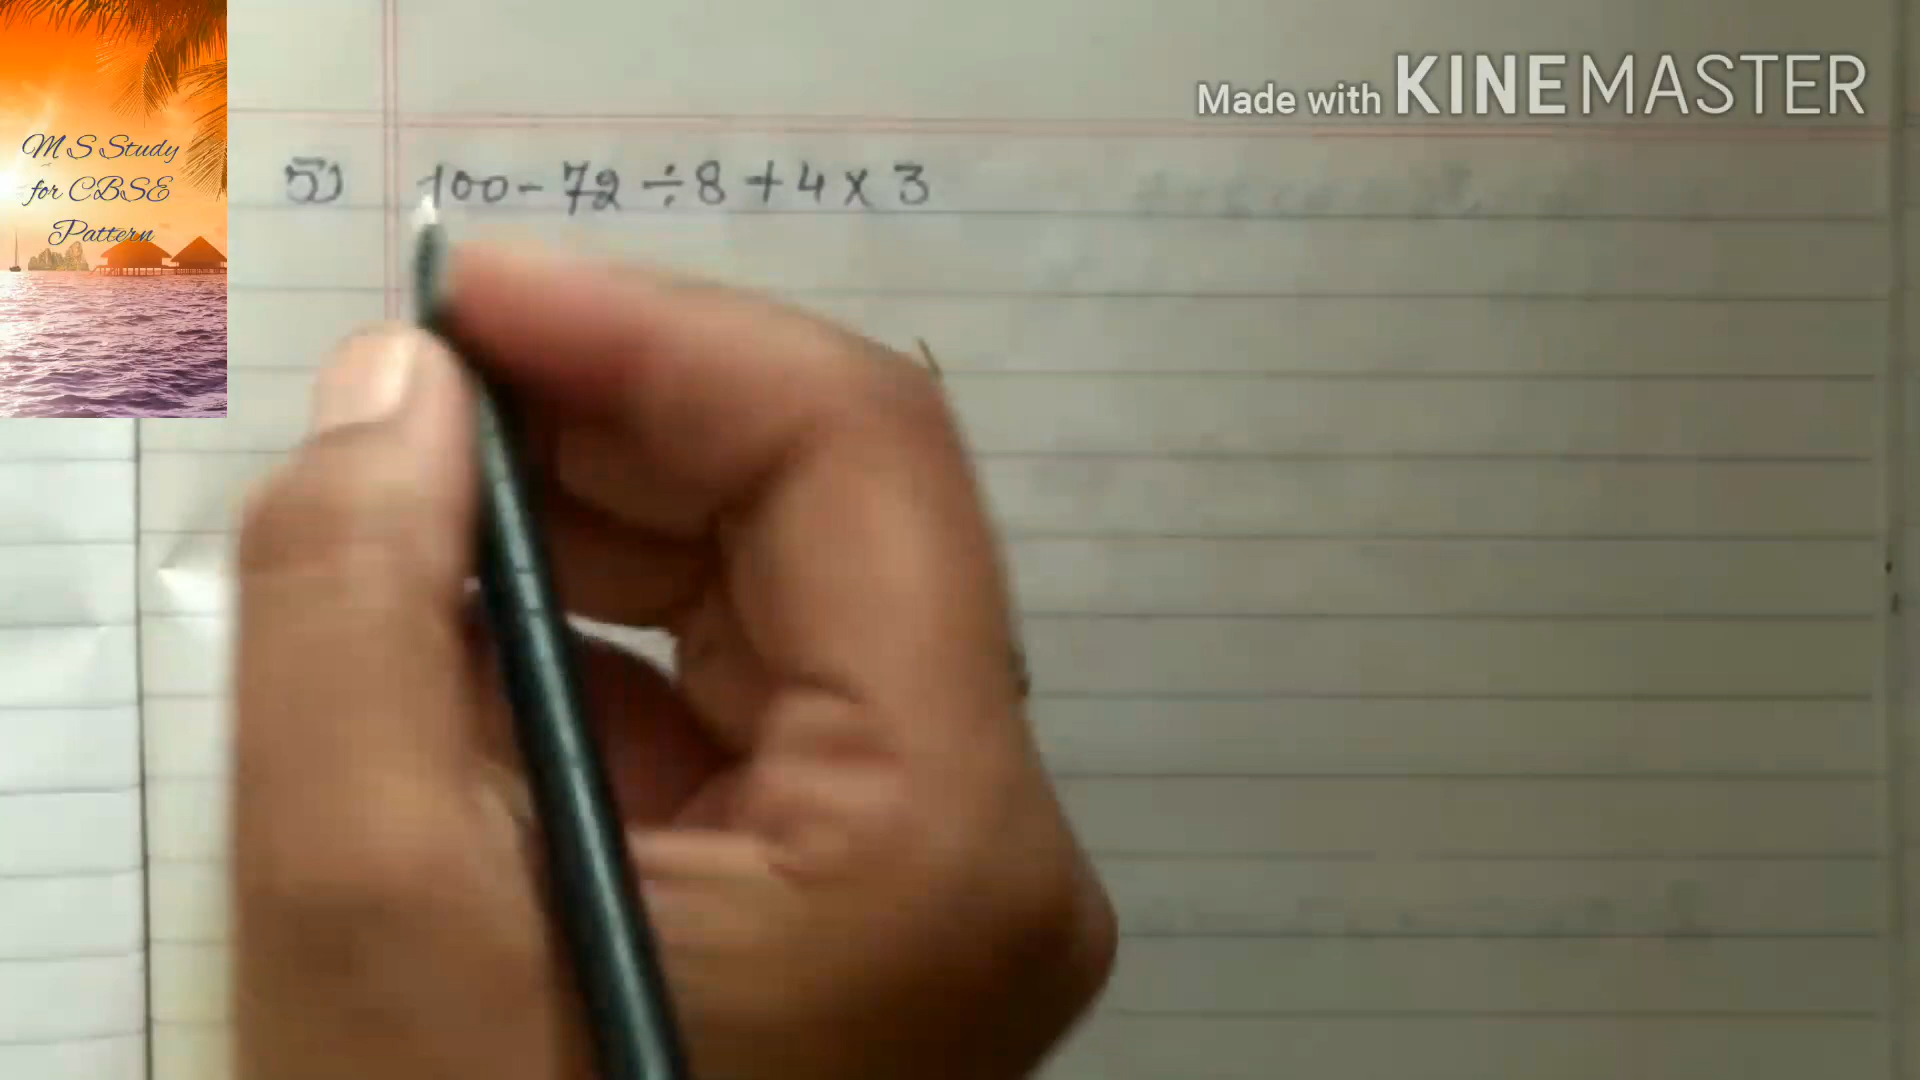 Made with KINEMASTER
M S Study
for CBSE
Pattern
5) 100 - 72 ÷ 8 + 4 x 3